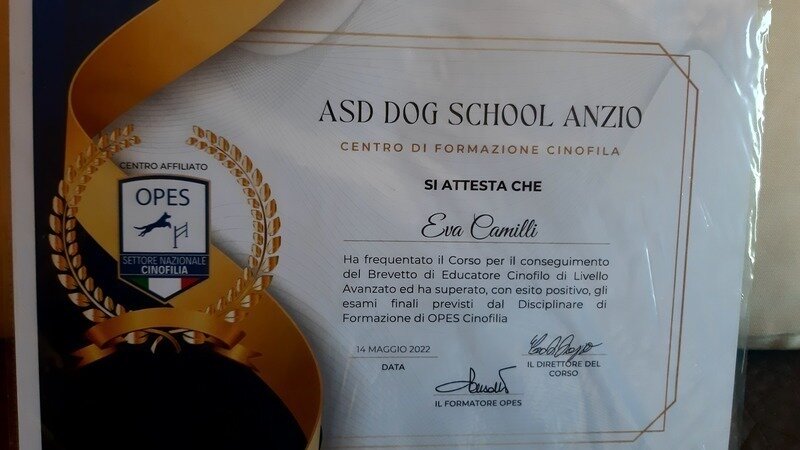 ASD DOG SCHOOL ANZIO
CENTRO DI FORMAZIONE CINOFILA
CENTRO AFFILIATO
OPES
SETTORE NAZIONALE
CINOFILIA
SI ATTESTA CHE
Eva Camilli
Ha frequentato il Corso per il conseguimento
del Brevetto di Educatore Cinofilo di Livello
Avanzato ed ha superato, con esito positivo, gli
esami finali previsti dal Disciplinare di
Formazione di OPES Cinofilia
14 MAGGIO 2022
DATA
IL DIRETTORE DEL
CORSO
IL FORMATORE OPES